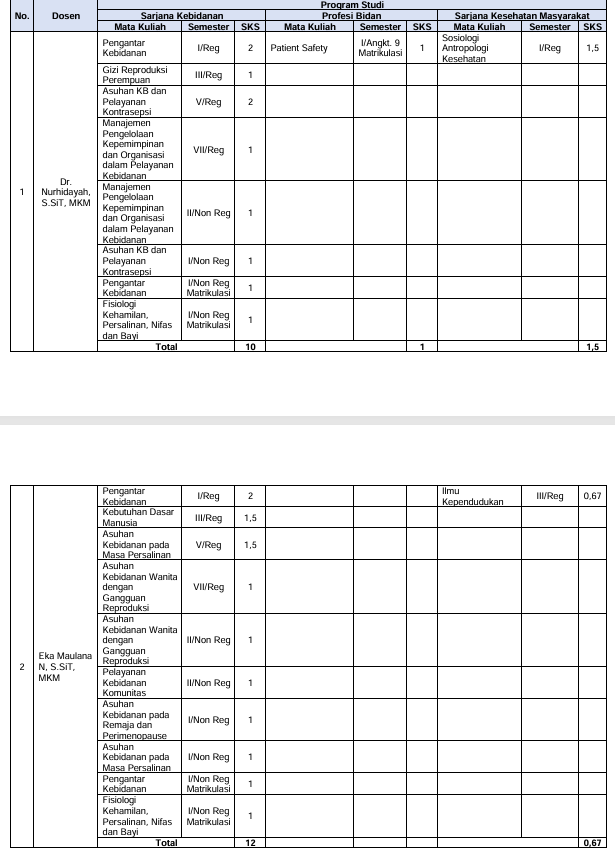 Program Studi
No. Dosen Sarjana Kebidanan Profesi Bidan Sarjana Kesehatan Masyarakat
Mata Kuliah Semester SKS Mata Kuliah Semester SKS Mata Kuliah Semester SKS
Pengantar
Kebidanan
I/Reg
2
Patient Safety
I/Angkt. 9
Matrikulasi
1
Sosiologi
Antropologi
Kesehatan
I/Reg
1,5
Gizi Reproduksi
Perempuan
III/Reg
1
Asuhan KB dan
Pelayanan
Kontrasepsi
V/Reg
2
Manajemen
Pengelolaan
Kepemimpinan
dan Organisasi
dalam Pelayanan
Kebidanan
VII/Reg
1
1
Dr.
Nurhidayah,
S.SiT, MKM
Manajemen
Pengelolaan
Kepemimpinan
dan Organisasi
dalam Pelayanan
Kebidanan
II/Non Reg
1
Asuhan KB dan
Pelayanan
Kontrasepsi
I/Non Reg
1
Pengantar
Kebidanan
I/Non Reg
Matrikulasi
1
Fisiologi
Kehamilan,
Persalinan, Nifas
dan Bayi
I/Non Reg
Matrikulasi
1
Total 10 1 1,5
Pengantar
Kebidanan
I/Reg
2
Ilmu
Kependudukan
III/Reg
0,67
Kebutuhan Dasar
Manusia
III/Reg
1,5
Asuhan
Kebidanan pada
Masa Persalinan
V/Reg
1,5
Asuhan
Kebidanan Wanita
dengan
Gangguan
Reproduksi
VII/Reg
1
Asuhan
Kebidanan Wanita
dengan
Gangguan
Reproduksi
II/Non Reg
1
2
Eka Maulana
N, S.SiT,
MKM
Pelayanan
Kebidanan
Komunitas
II/Non Reg
1
Asuhan
Kebidanan pada
Remaja dan
Perimenopause
I/Non Reg
1
Asuhan
Kebidanan pada
Masa Persalinan
I/Non Reg
1
Pengantar
Kebidanan
I/Non Reg
Matrikulasi
1
Fisiologi
Kehamilan,
Persalinan, Nifas
dan Bayi
I/Non Reg
Matrikulasi
1
Total 12 0,67